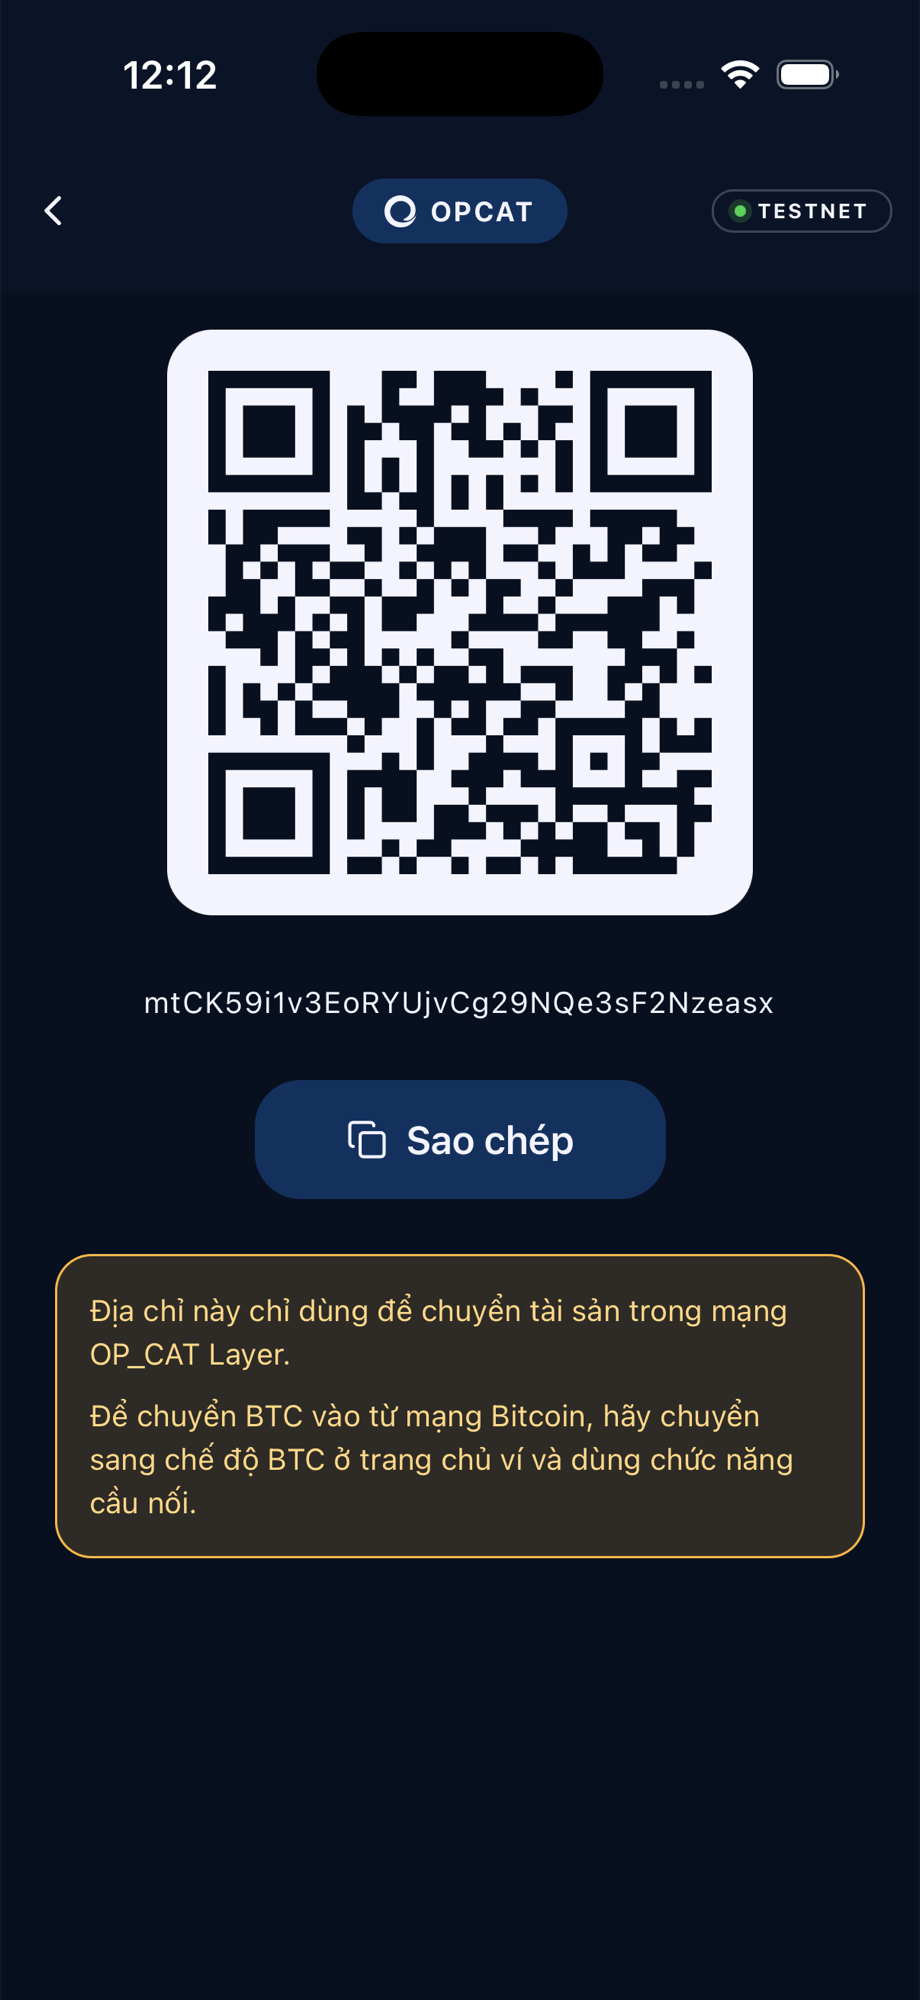 12:12
OPCAT
TESTNET
mtCK59i1v3EoRYUjvCg29NQe3sF2Nzeasx
Sao chép
Địa chỉ này chỉ dùng để chuyển tài sản trong mạng
OP_CAT Layer.
Để chuyển BTC vào từ mạng Bitcoin, hãy chuyển
sang chế độ BTC ở trang chủ ví và dùng chức năng
cầu nối.